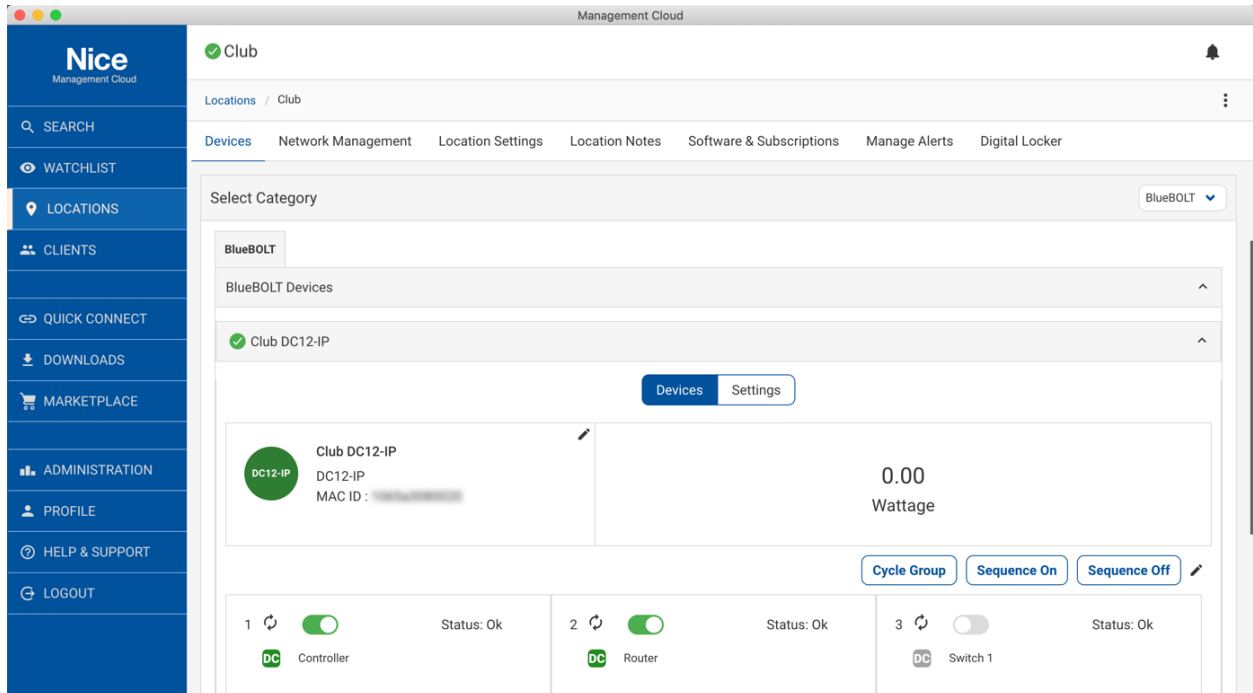 Management Cloud
Nice
Management Cloud
SEARCH
WATCHLIST
LOCATIONS
CLIENTS
QUICK CONNECT
DOWNLOADS
MARKETPLACE
ADMINISTRATION
PROFILE
HELP & SUPPORT
LOGOUT
Club
Locations / Club
Devices Network Management Location Settings Location Notes Software & Subscriptions Manage Alerts Digital Locker
Select Category BlueBOLT
BlueBOLT
BlueBOLT Devices
Club DC12-IP
Devices Settings
DC12-IP
Club DC12-IP
DC12-IP
MAC ID :
0.00
Wattage
Cycle Group Sequence On Sequence Off
1 Status: Ok
DC Controller
2 Status: Ok
DC Router
3 Status: Ok
DC Switch 1